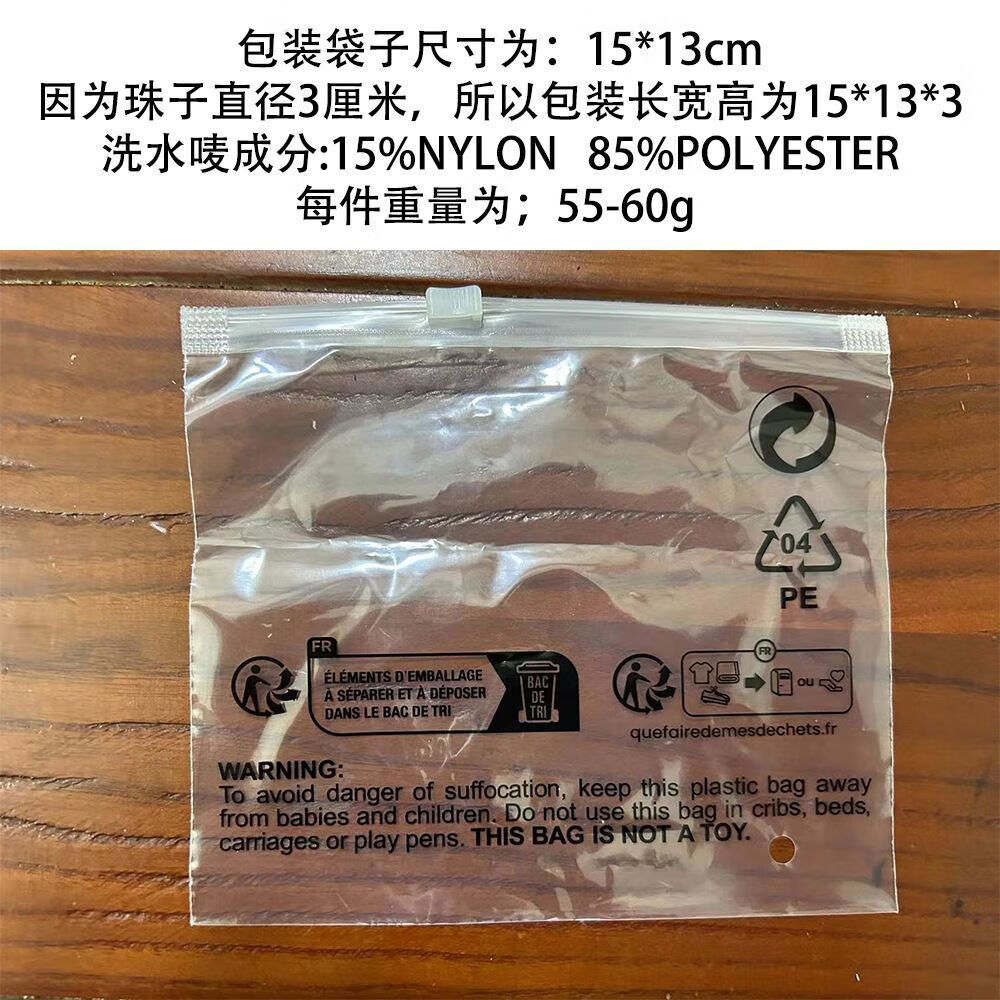 包装袋子尺寸为：15*13cm
因为珠子直径3厘米，所以包装长宽高为15*13*3
洗水唛成分:15%NYLON 85%POLYESTER
每件重量为；55-60g
04
PE
FR
ÉLÉMENTS D'EMBALLAGE
À SÉPARER ET À DÉPOSER
DANS LE BAC DE TRI
BAC
DE
TRI
FR
OU
quefairedemesdechets.fr
WARNING:
To avoid danger of suffocation, keep this plastic bag away
from babies and children. Do not use this bag in cribs, beds,
carriages or play pens. THIS BAG IS NOT A TOY.